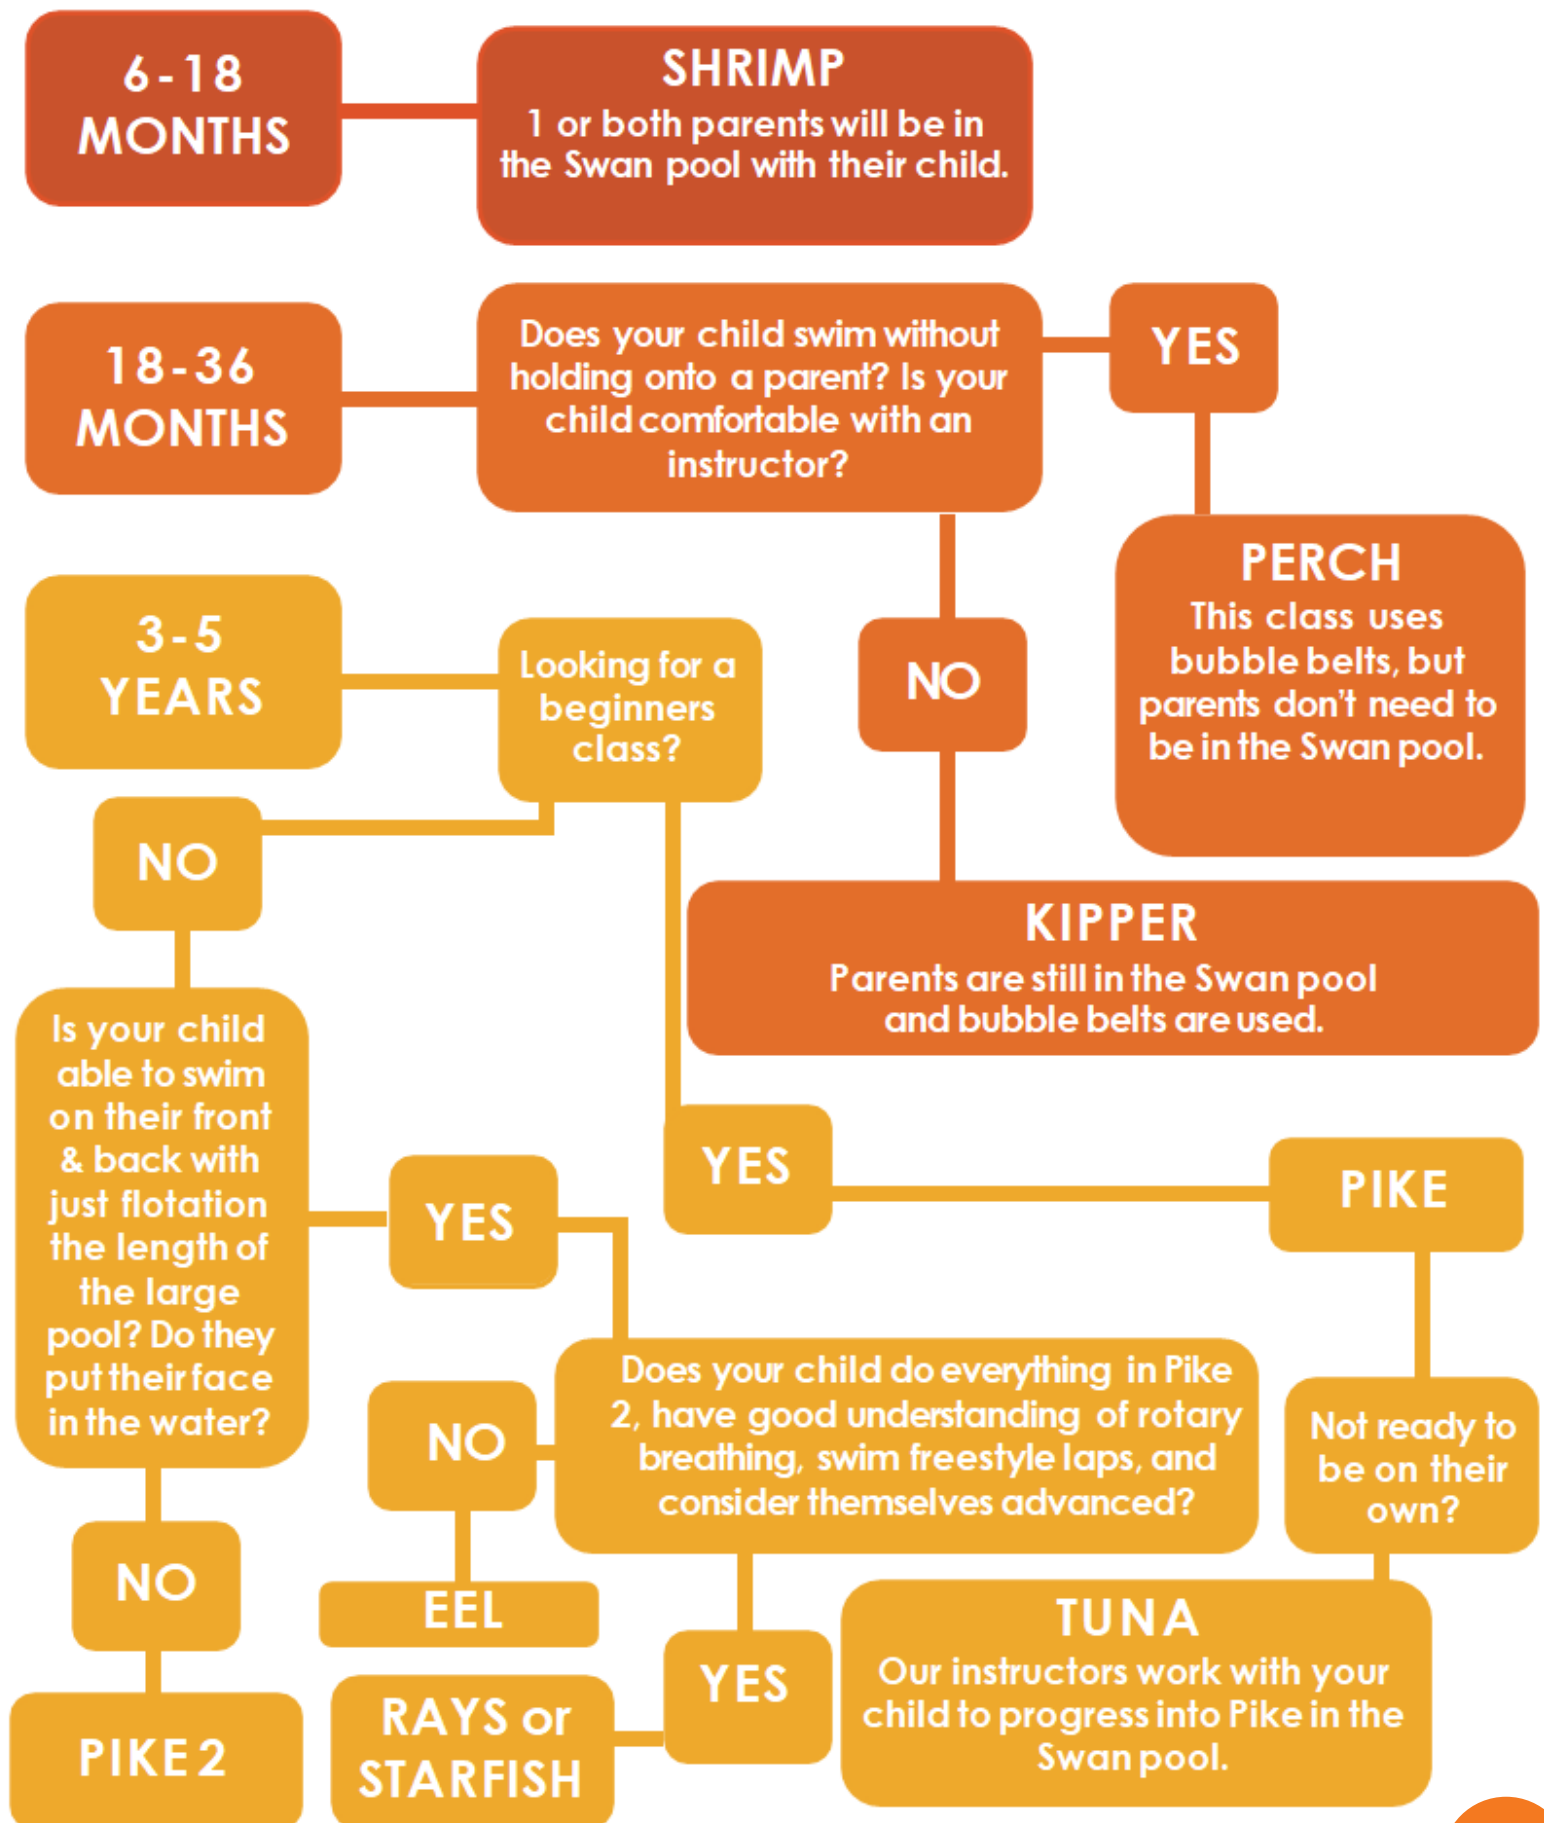 6-18
MONTHS
SHRIMP
1 or both parents will be in
the Swan pool with their child.
18-36
MONTHS
Does your child swim without
holding onto a parent? Is your
child comfortable with an
instructor?
YES
PERCH
This class uses
bubble belts, but
parents don't need to
be in the Swan pool.
NO
KIPPER
Parents are still in the Swan pool
and bubble belts are used.
3-5
YEARS
Looking for a
beginners
class?
NO
Is your child
able to swim
on their front
& back with
just flotation
the length of
the large
pool? Do they
put their face
in the water?
YES
YES
PIKE
Does your child do everything in Pike
2, have good understanding of rotary
breathing, swim freestyle laps, and
consider themselves advanced?
NO
EEL
Not ready to
be on their
own?
NO
PIKE 2
YES
RAYS or
STARFISH
TUNA
Our instructors work with your
child to progress into Pike in the
Swan pool.